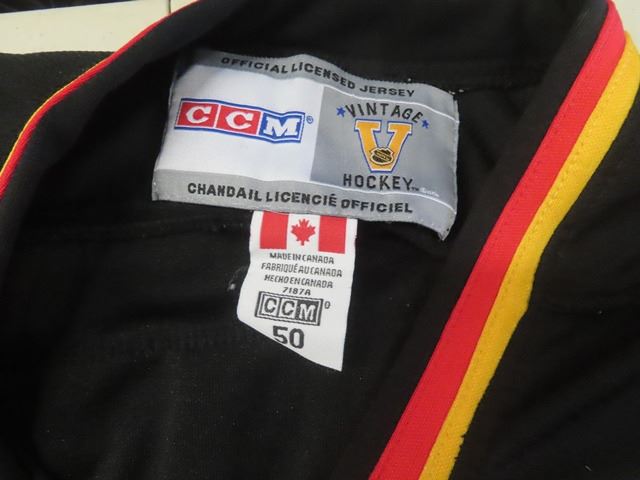 OFFICIAL LICENSED JERSEY
CCM®
VINTAGE
V
HOCKEY
CHANDAIL LICENCIÉ OFFICIEL
MADE IN CANADA
FABRIQUÉ AU CANADA
HECHO EN CANADA
7187A
CCM®
50